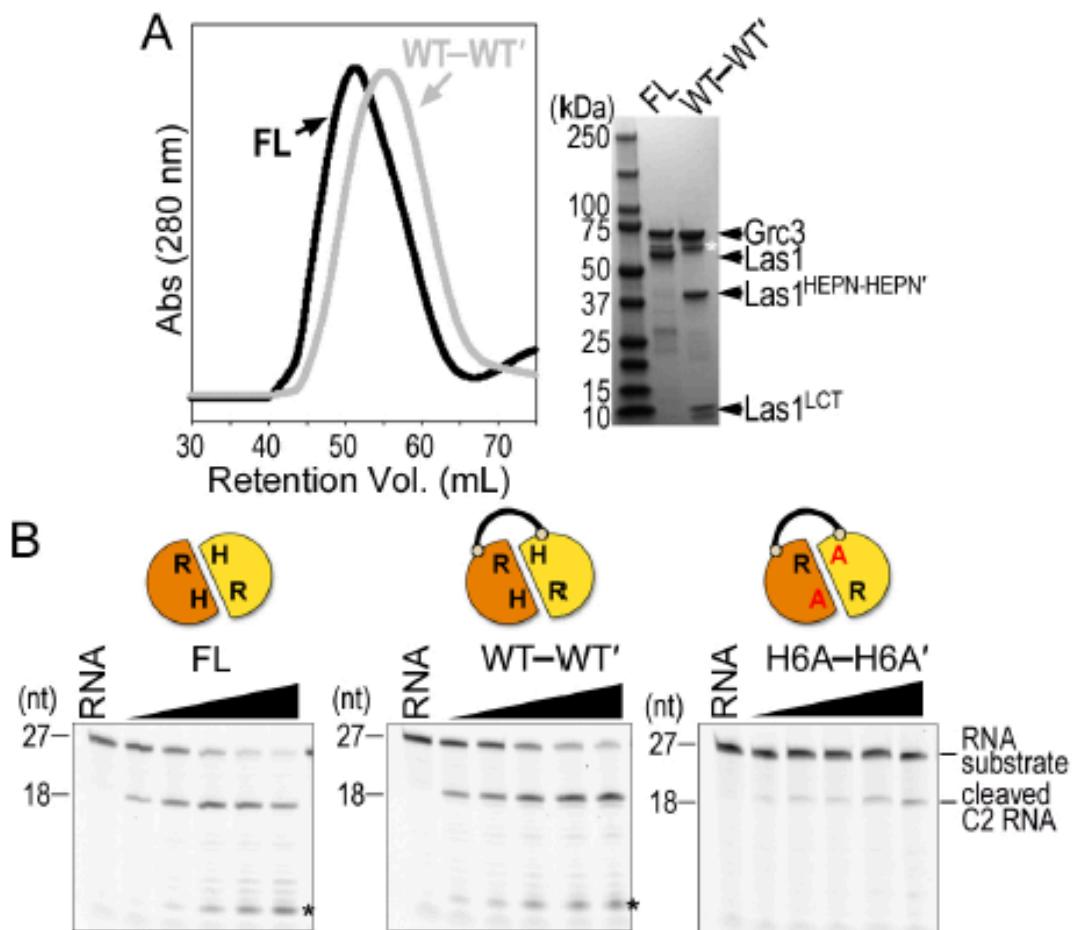 A
Abs (280 nm)
FL
WT–WT′
30 40 50 60 70
Retention Vol. (mL)
(kDa)
FL
WT–WT′
250
100
75
50
37
25
15
10
*
Grc3
Las1
Las1HEPN-HEPN′
Las1LCT
B
R H
H R
R H
H R
R A
A R
RNA
FL
(nt)
27
18
*
RNA
WT–WT′
(nt)
27
18
*
RNA
H6A–H6A′
(nt)
27
18
RNA
substrate
cleaved
C2 RNA